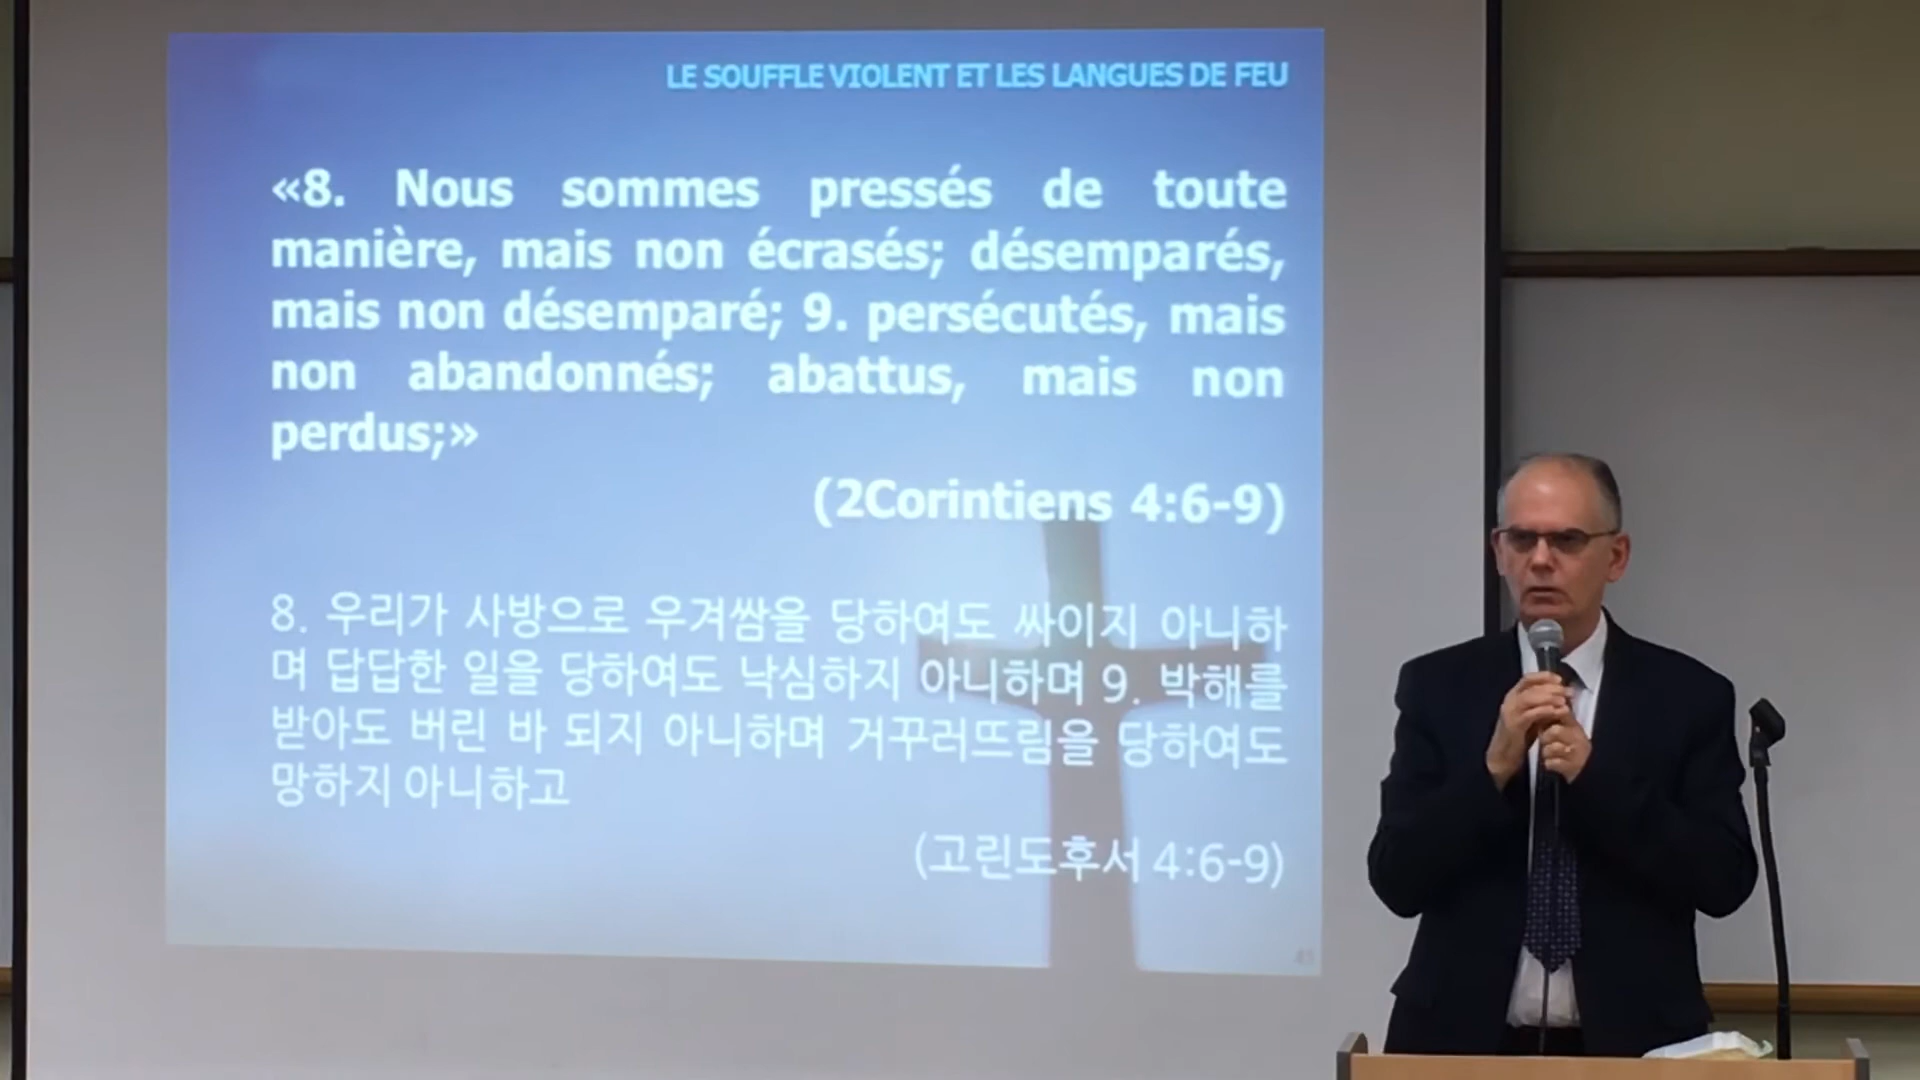 LE SOUFFLE VIOLENT ET LES LANGUES DE FEU
«8. Nous sommes pressés de toute
manière, mais non écrasés; désemparés,
mais non désemparé; 9. persécutés, mais
non abandonnés; abattus, mais non
perdus;»
(2Corintiens 4:6-9)
8. 우리가 사방으로 우겨쌈을 당하여도 싸이지 아니하
며 답답한 일을 당하여도 낙심하지 아니하며 9. 박해를
받아도 버린 바 되지 아니하며 거꾸러뜨림을 당하여도
망하지 아니하고
(고린도후서 4:6-9)